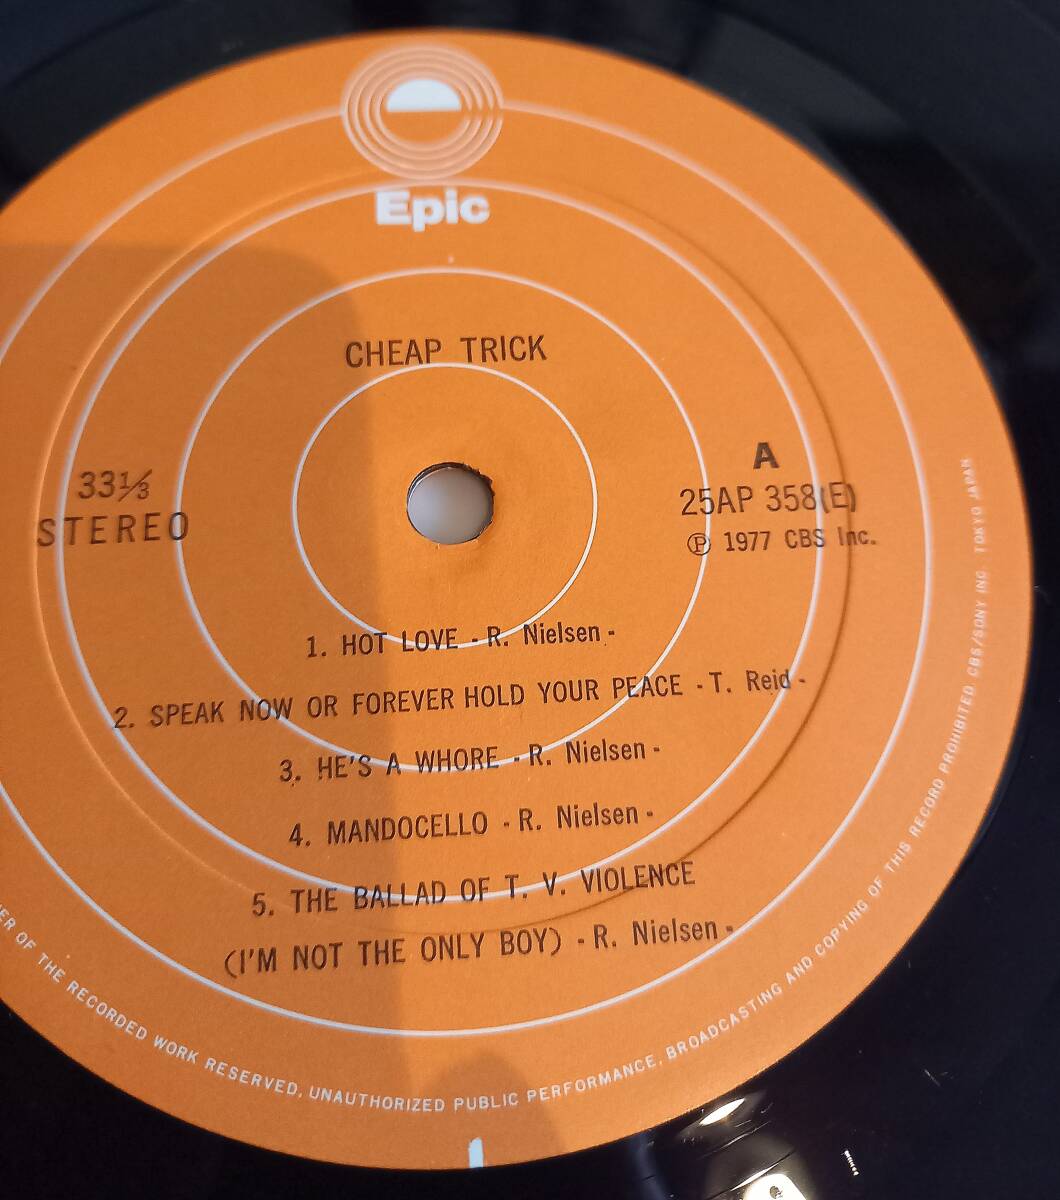 Epic
CHEAP TRICK
33⅓
STEREO
A
25AP 358(E)
Ⓟ 1977 CBS Inc.
1. HOT LOVE - R. Nielsen -
2. SPEAK NOW OR FOREVER HOLD YOUR PEACE - T. Reid -
3. HE'S A WHORE - R. Nielsen -
4. MANDOCELLO - R. Nielsen -
5. THE BALLAD OF T. V. VIOLENCE
(I'M NOT THE ONLY BOY) - R. Nielsen -
OF THE RECORDED WORK RESERVED, UNAUTHORIZED PUBLIC PERFORMANCE, BROADCASTING AND COPYING OF THIS RECORD PROHIBITED CBS/SONY INC. TOKYO JAPAN